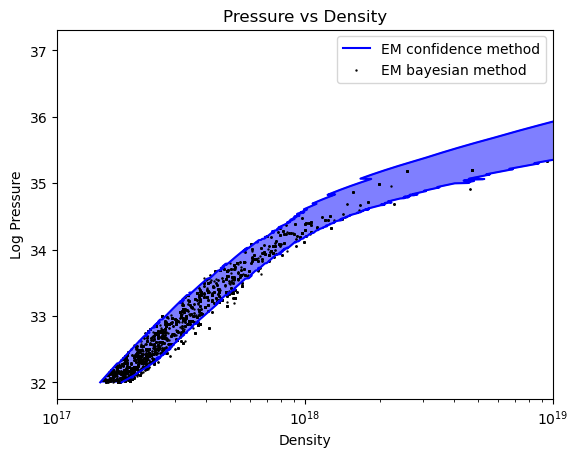 Pressure vs Density
EM confidence method
EM bayesian method
37
36
35
34
33
32
Log Pressure
10^17
10^18
10^19
Density